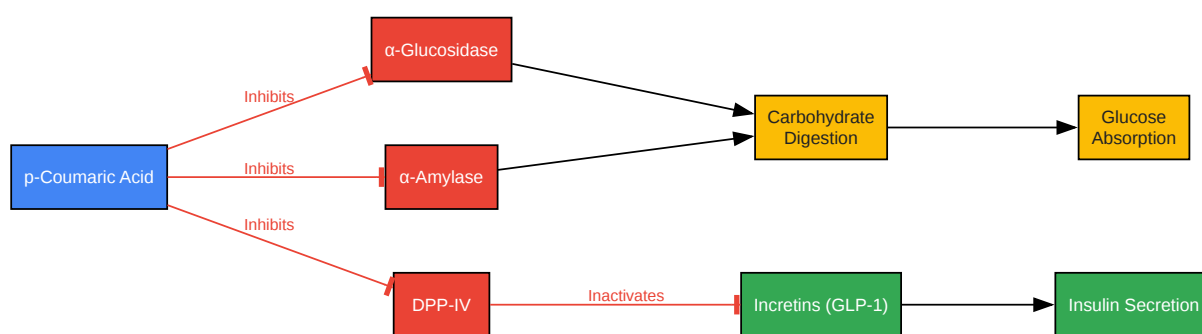 α-Glucosidase
Inhibits
Carbohydrate
Digestion
Glucose
Absorption
p-Coumaric Acid
Inhibits
α-Amylase
Inhibits
DPP-IV
Inactivates
Incretins (GLP-1)
Insulin Secretion